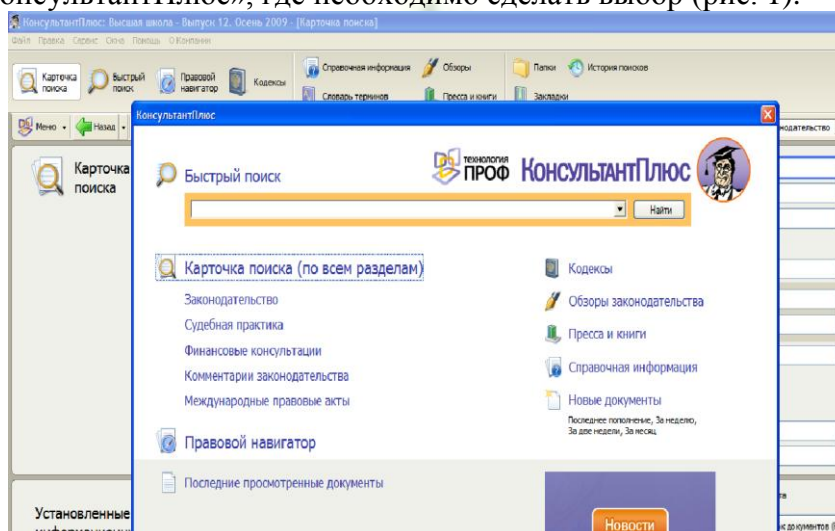 онсультантПлюс», где необходимо сделать выбор (рис. 1).
КонсультантПлюс: Высшая школа - Выпуск 12. Осень 2009 - [Карточка поиска]
Файл Правка Сервис Окна Помощь О Компании
Карточка поиска
Быстрый поиск
Правовой навигатор
Кодексы
Справочная информация
Обзоры
Папки
История поисков
Словарь терминов
Пресса и книги
Закладки
Меню
Назад
КонсультантПлюс
Карточка
поиска
Быстрый поиск
технология
ПРОФ
КонсультантПлюс
Найти
Карточка поиска (по всем разделам)
Законодательство
Судебная практика
Финансовые консультации
Комментарии законодательства
Международные правовые акты
Правовой навигатор
Последние просмотренные документы
Кодексы
Обзоры законодательства
Пресса и книги
Справочная информация
Новые документы
Последнее пополнение, За неделю,
За две недели, За месяц
Новости
Установленные